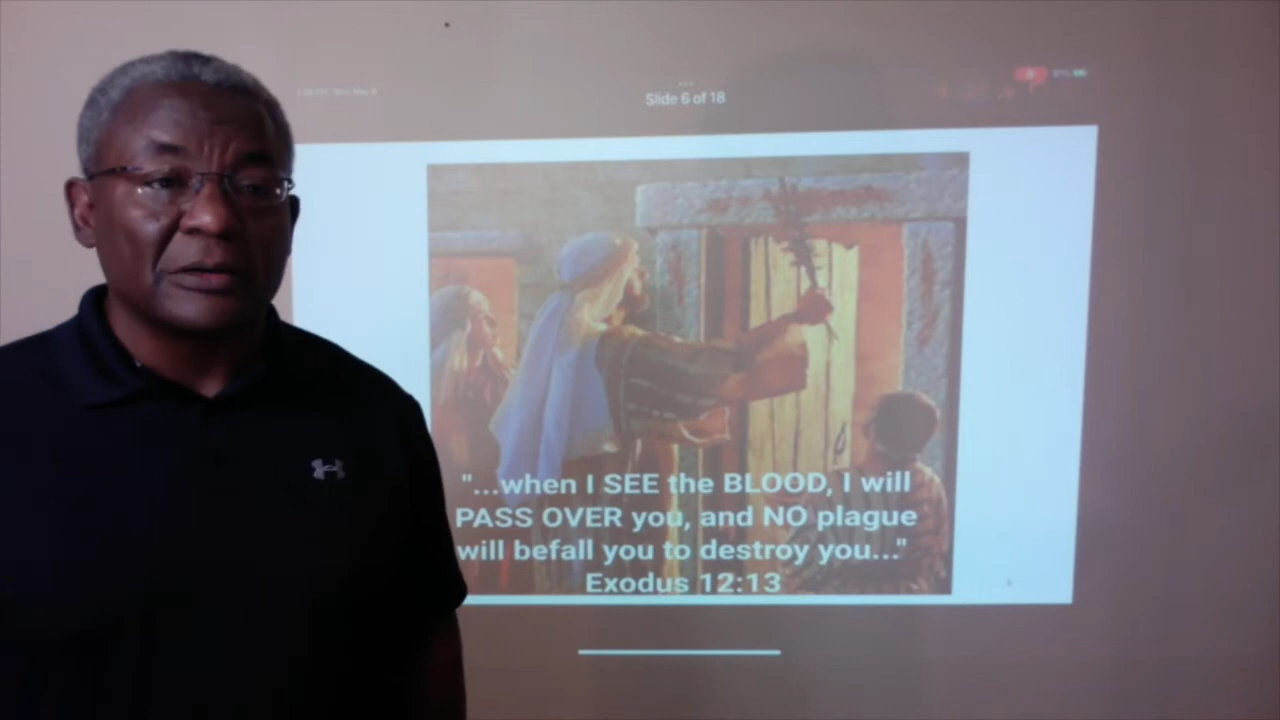 Slide 6 of 18
"...when I SEE the BLOOD, I will
PASS OVER you, and NO plague
will befall you to destroy you..."
Exodus 12:13